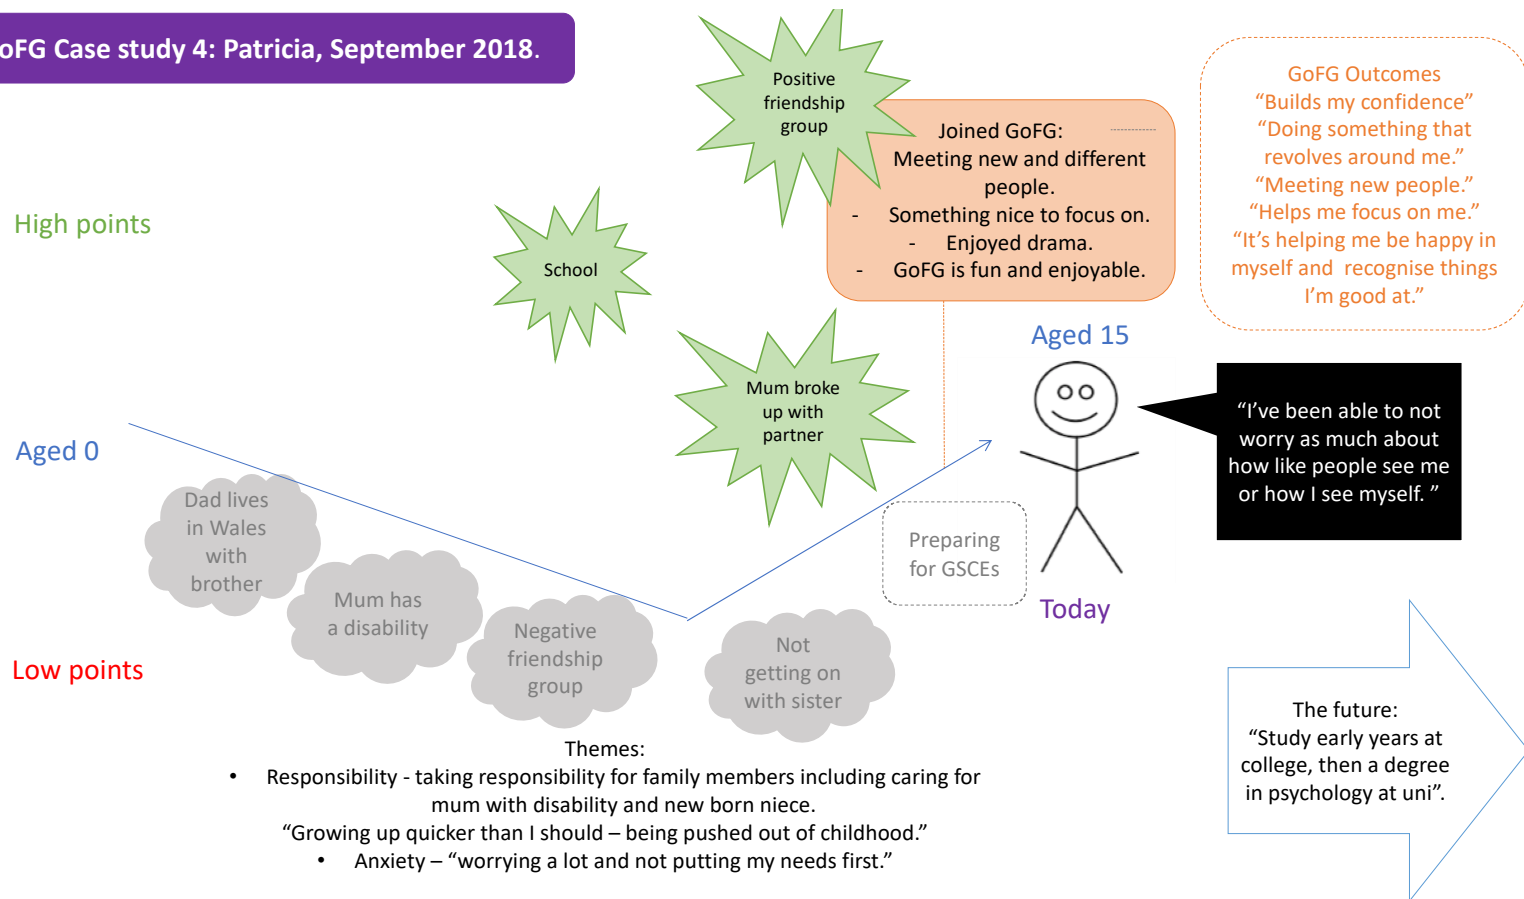 oFG Case study 4: Patricia, September 2018.
Positive
friendship
group
Joined GoFG:
Meeting new and different
people.
- Something nice to focus on.
- Enjoyed drama.
- GoFG is fun and enjoyable.
GoFG Outcomes
“Builds my confidence”
“Doing something that
revolves around me.”
“Meeting new people.”
“Helps me focus on me.”
“It’s helping me be happy in
myself and recognise things
I’m good at.”
High points
School
Aged 15
Mum broke
up with
partner
“I’ve been able to not
worry as much about
how like people see me
or how I see myself. ”
Aged 0
Dad lives
in Wales
with
brother
Mum has
a disability
Negative
friendship
group
Not
getting on
with sister
Preparing
for GSCEs
Today
Low points
The future:
“Study early years at
college, then a degree
in psychology at uni”.
Themes:
• Responsibility - taking responsibility for family members including caring for
mum with disability and new born niece.
“Growing up quicker than I should – being pushed out of childhood.”
• Anxiety – “worrying a lot and not putting my needs first.”